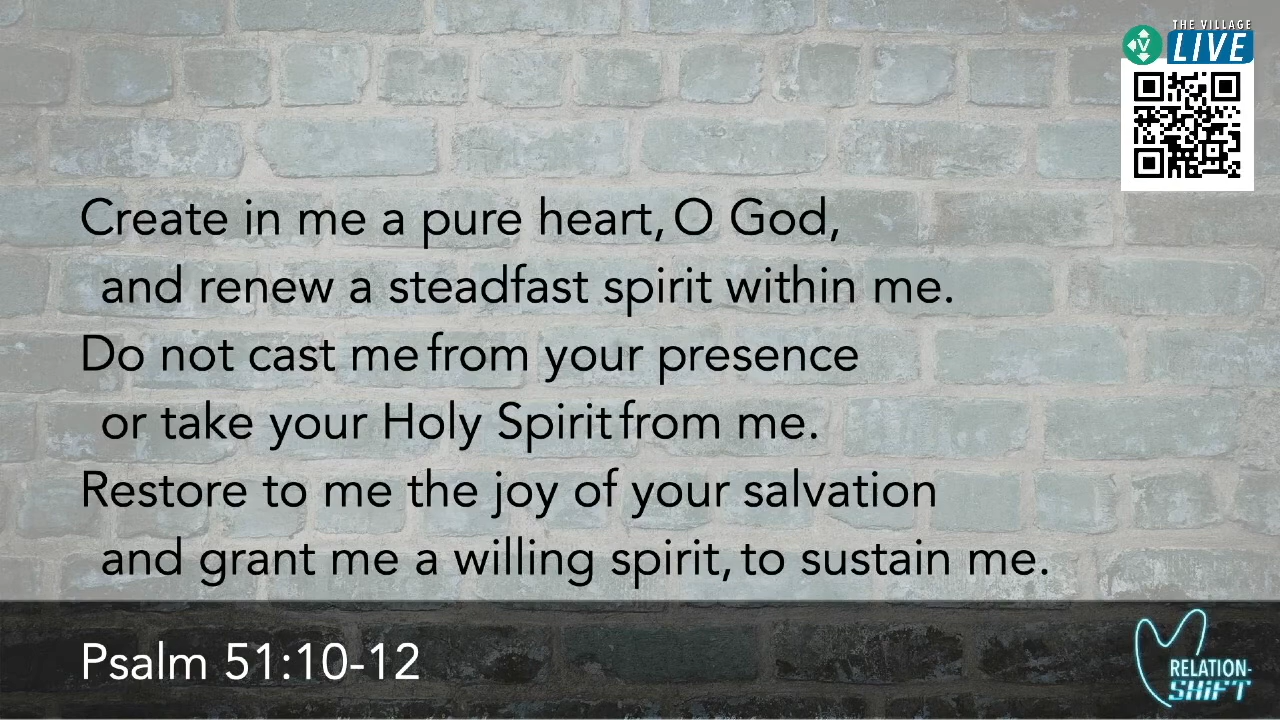 THE VILLAGE
V LIVE
Create in me a pure heart, O God,
and renew a steadfast spirit within me.
Do not cast me from your presence
or take your Holy Spirit from me.
Restore to me the joy of your salvation
and grant me a willing spirit, to sustain me.
Psalm 51:10-12
RELATION-
SHiFT